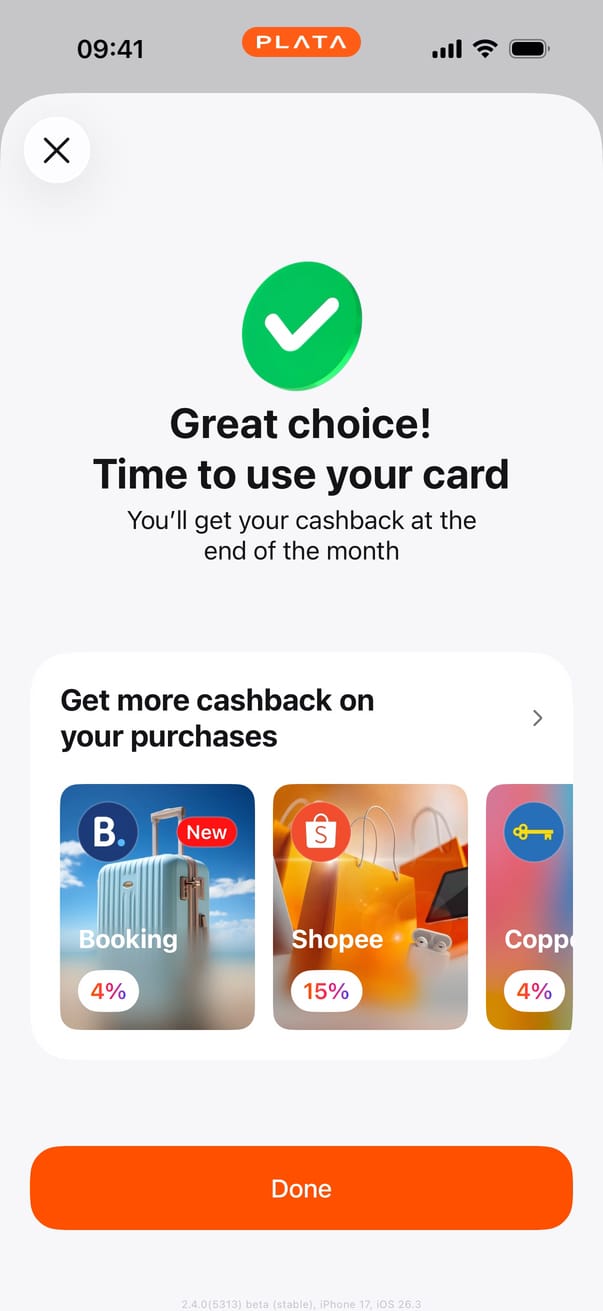 09:41
PLATA
Great choice!
Time to use your card
You’ll get your cashback at the
end of the month
Get more cashback on
your purchases
B.
New
Booking
4%
S
Shopee
15%
Copp
4%
Done
2.4.0(5313) beta (stable), iPhone 17, iOS 26.3